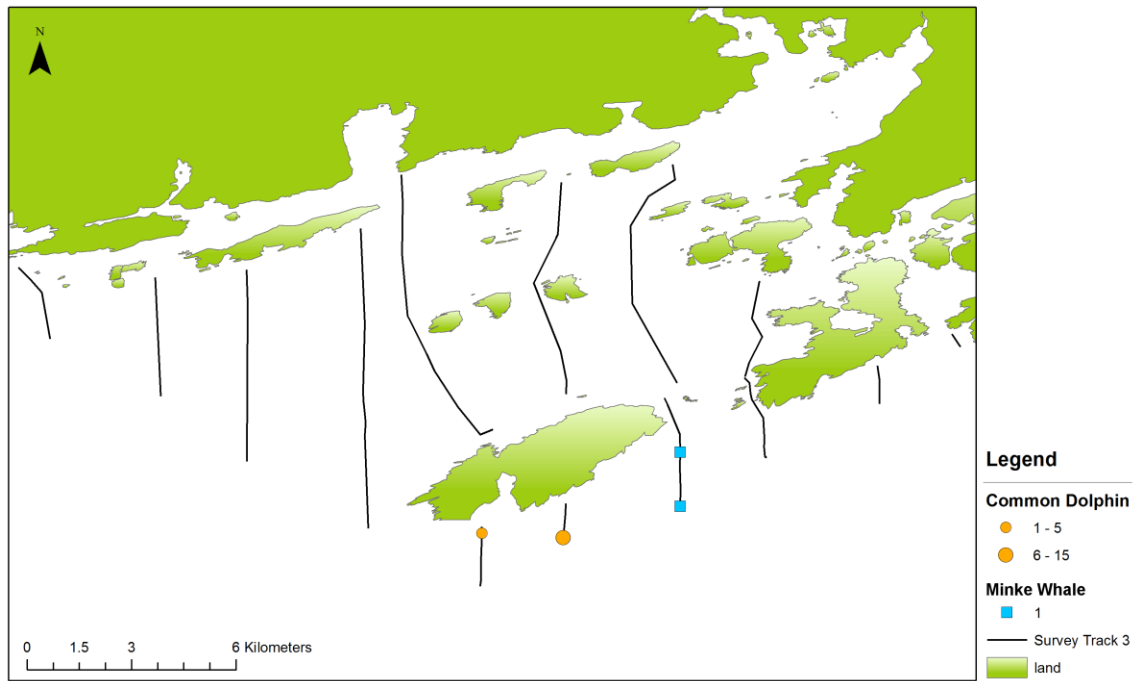 N
0 1.5 3 6 Kilometers
Legend
Common Dolphin
1 - 5
6 - 15
Minke Whale
1
Survey Track 3
land